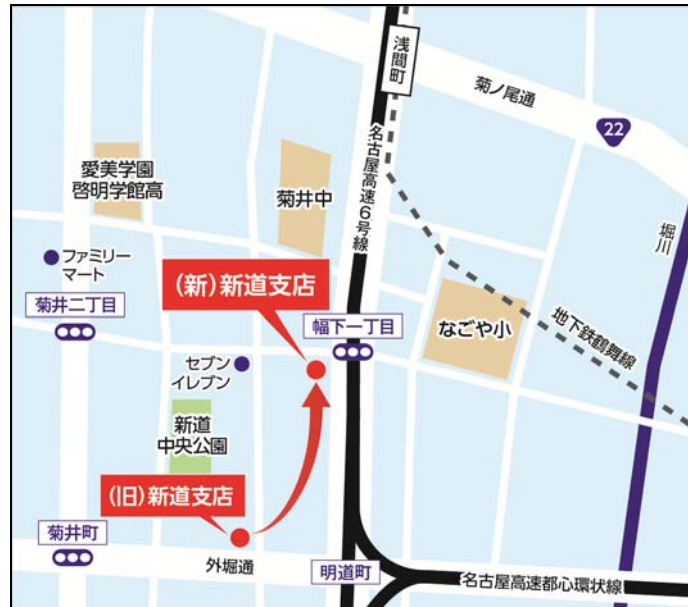 浅間町
菊ノ尾通
22
名古屋高速6号線
愛美学園
啓明学館高
菊井中
堀川
ファミリー
マート
(新)新道支店
菊井二丁目
幅下一丁目
なごや小
地下鉄鶴舞線
セブン
イレブン
新道
中央公園
(旧)新道支店
菊井町
外堀通
明道町
名古屋高速都心環状線